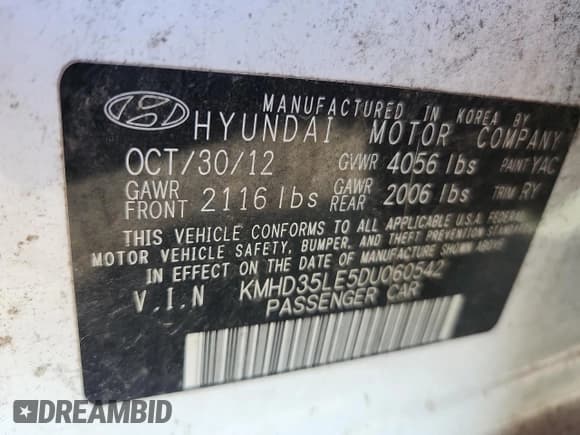 MANUFACTURED IN KOREA BY
HYUNDAI MOTOR COMPANY
OCT/30/12 GVWR 4056 lbs PAINT YAC
GAWR FRONT 2116 lbs GAWR REAR 2006 lbs TRIM RY
THIS VEHICLE CONFORMS TO ALL APPLICABLE U.S.A. FEDERAL
MOTOR VEHICLE SAFETY, BUMPER, AND THEFT PREVENTION STANDARDS
IN EFFECT ON THE DATE OF MANUFACTURE SHOWN ABOVE.
V.I.N KMHD35LE5DU060542
PASSENGER CAR
DREAMBID